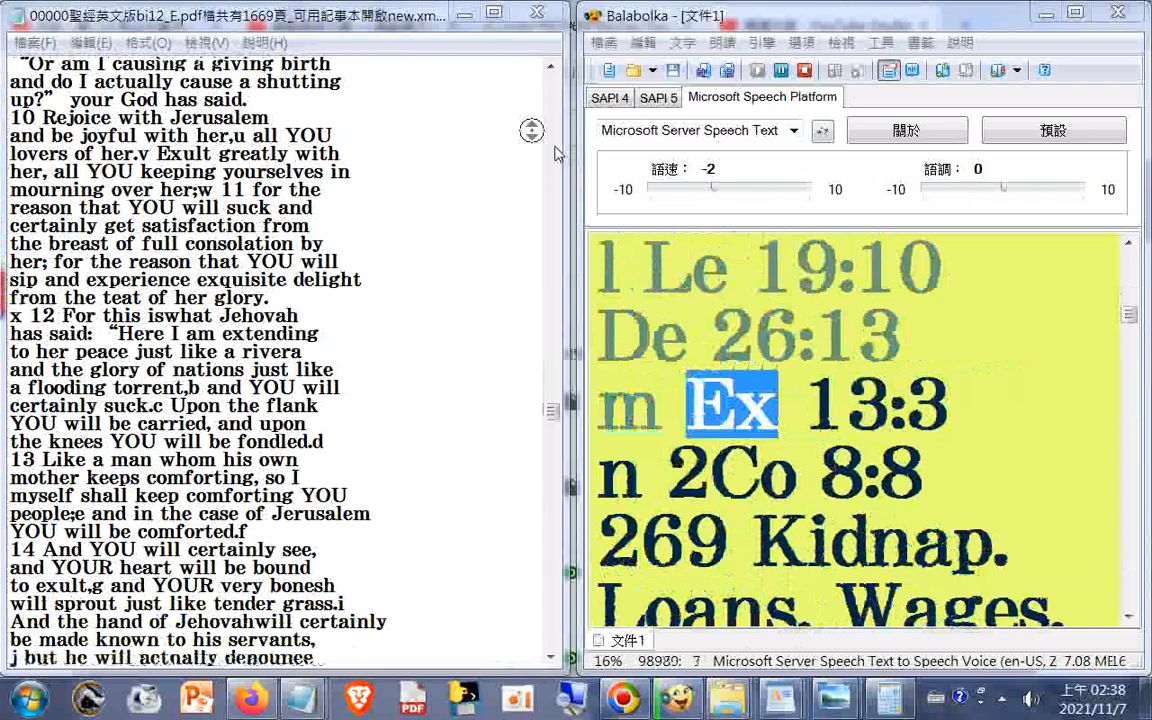 00000聖經英文版bi12_E.pdf檔共有1669頁_可用記事本開啟new.xm...
檔案(F) 編輯(E) 格式(O) 檢視(V) 說明(H)
"Or am I causing a giving birth
and do I actually cause a shutting
up?" your God has said.
10 Rejoice with Jerusalem
and be joyful with her,u all YOU
lovers of her.v Exult greatly with
her, all YOU keeping yourselves in
mourning over her;w 11 for the
reason that YOU will suck and
certainly get satisfaction from
the breast of full consolation by
her; for the reason that YOU will
sip and experience exquisite delight
from the teat of her glory.
x 12 For this iswhat Jehovah
has said: "Here I am extending
to her peace just like a rivera
and the glory of nations just like
a flooding torrent,b and YOU will
certainly suck.c Upon the flank
YOU will be carried, and upon
the knees YOU will be fondled.d
13 Like a man whom his own
mother keeps comforting, so I
myself shall keep comforting YOU
people;e and in the case of Jerusalem
YOU will be comforted.f
14 And YOU will certainly see,
and YOUR heart will be bound
to exult,g and YOUR very bonesh
will sprout just like tender grass.i
And the hand of Jehovahwill certainly
be made known to his servants,
j but he will actually denounce
Balabolka - [文件1]
檔案 編輯 文字 朗讀 引擎 選項 檢視 工具 書籤 說明
SAPI 4 SAPI 5 Microsoft Speech Platform
Microsoft Server Speech Text 關於 預設
語速： -2 語調： 0
-10 10 -10 10
l Le 19:10
De 26:13
m Ex 13:3
n 2Co 8:8
269 Kidnap.
Loans. Wages.
文件1
16% 98980: 7 Microsoft Server Speech Text to Speech Voice (en-US, Z 7.08 МБ16
上午 02:38
2021/11/7